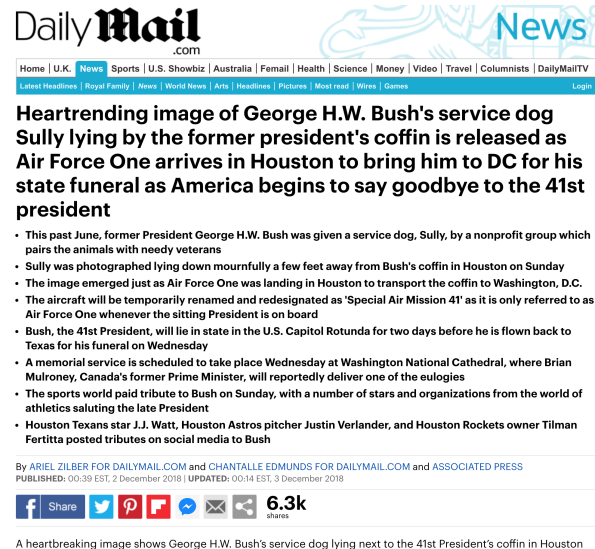 Daily Mail
.com
News
Home | U.K. | News | Sports | U.S. Showbiz | Australia | Femail | Health | Science | Money | Video | Travel | Columnists | DailyMailTV
Latest Headlines | Royal Family | News | World News | Arts | Headlines | Pictures | Most read | Wires | Games Login
Heartrending image of George H.W. Bush's service dog
Sully lying by the former president's coffin is released as
Air Force One arrives in Houston to bring him to DC for his
state funeral as America begins to say goodbye to the 41st
president
• This past June, former President George H.W. Bush was given a service dog, Sully, by a nonprofit group which
pairs the animals with needy veterans
• Sully was photographed lying down mournfully a few feet away from Bush's coffin in Houston on Sunday
• The image emerged just as Air Force One was landing in Houston to transport the coffin to Washington, D.C.
• The aircraft will be temporarily renamed and redesignated as 'Special Air Mission 41' as it is only referred to as
Air Force One whenever the sitting President is on board
• Bush, the 41st President, will lie in state in the U.S. Capitol Rotunda for two days before he is flown back to
Texas for his funeral on Wednesday
• A memorial service is scheduled to take place Wednesday at Washington National Cathedral, where Brian
Mulroney, Canada's former Prime Minister, will reportedly deliver one of the eulogies
• The sports world paid tribute to Bush on Sunday, with a number of stars and organizations from the world of
athletics saluting the late President
• Houston Texans star J.J. Watt, Houston Astros pitcher Justin Verlander, and Houston Rockets owner Tilman
Fertitta posted tributes on social media to Bush
By ARIEL ZILBER FOR DAILYMAIL.COM and CHANTALLE EDMUNDS FOR DAILYMAIL.COM and ASSOCIATED PRESS
PUBLISHED: 00:39 EST, 2 December 2018 | UPDATED: 00:14 EST, 3 December 2018
f Share 6.3k
shares
A heartbreaking image shows George H.W. Bush's service dog lying next to the 41st President's coffin in Houston